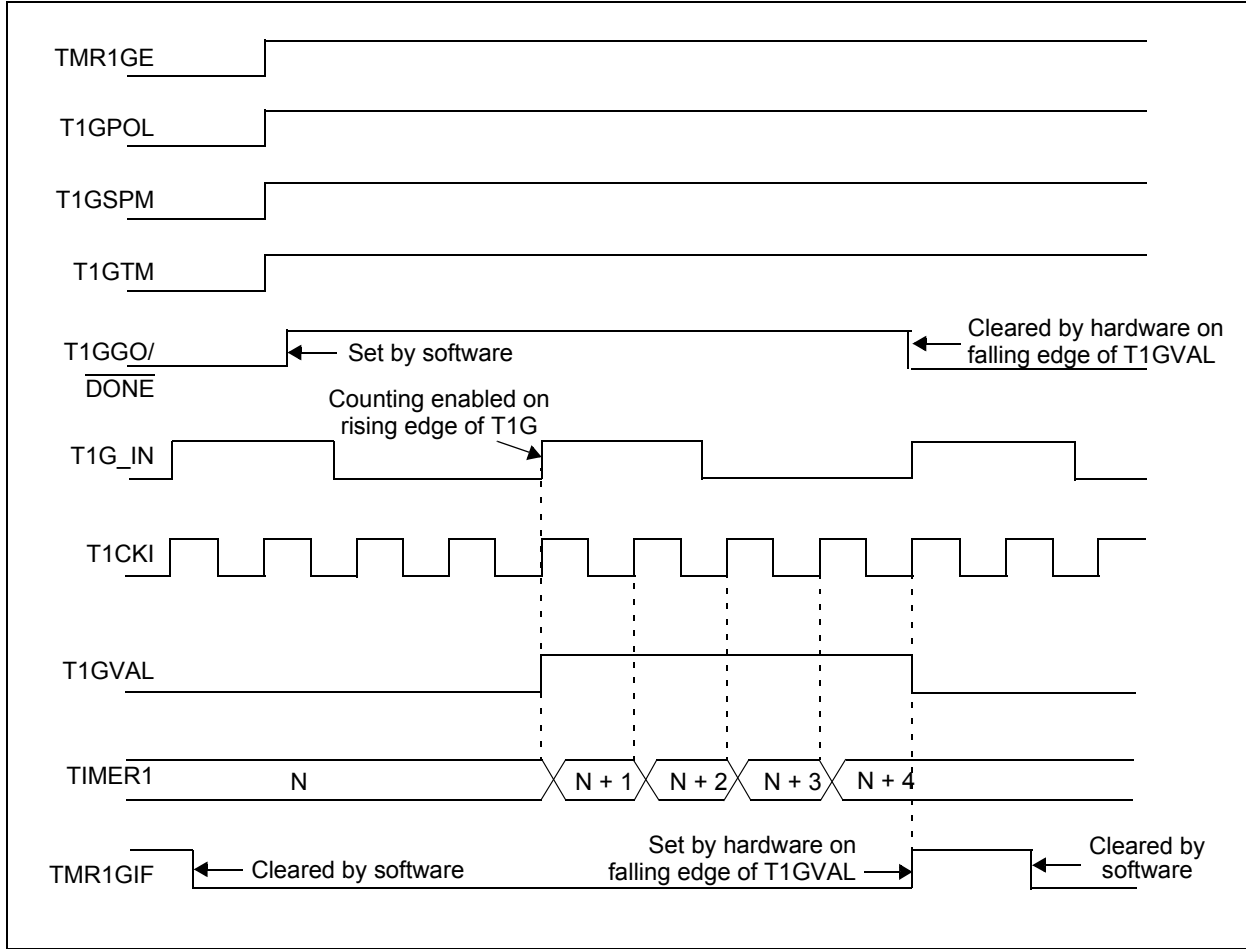 TMR1GE
T1GPOL
T1GSPM
T1GTM
T1GGO/
DONE
Set by software
Cleared by hardware on
falling edge of T1GVAL
Counting enabled on
rising edge of T1G
T1G_IN
T1CKI
T1GVAL
TIMER1
N
N + 1
N + 2
N + 3
N + 4
TMR1GIF
Cleared by software
Set by hardware on
falling edge of T1GVAL
Cleared by
software